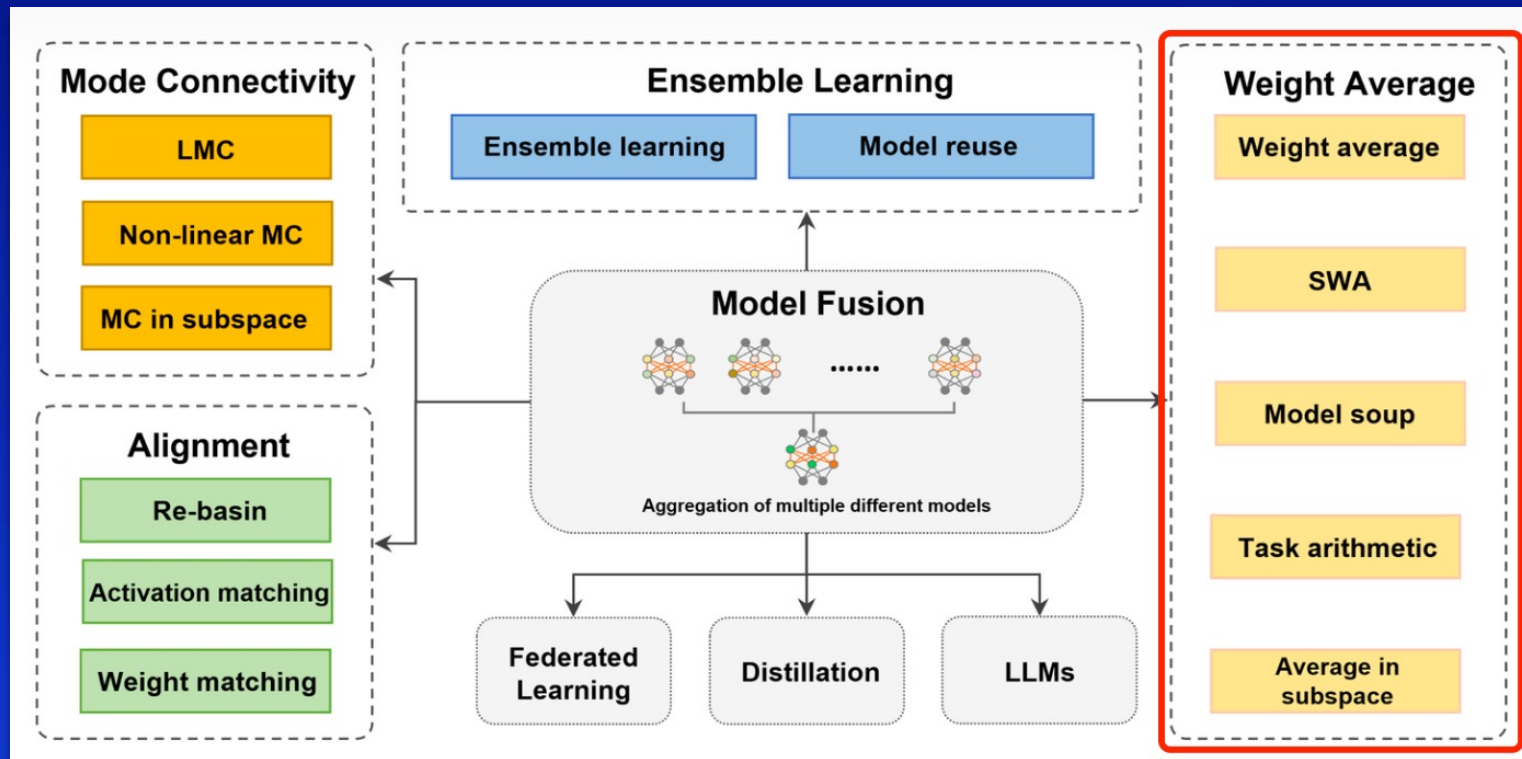 Mode Connectivity
LMC
Non-linear MC
MC in subspace
Alignment
Re-basin
Activation matching
Weight matching
Ensemble Learning
Ensemble learning
Model reuse
Model Fusion
......
Aggregation of multiple different models
Federated
Learning
Distillation
LLMs
Weight Average
Weight average
SWA
Model soup
Task arithmetic
Average in
subspace